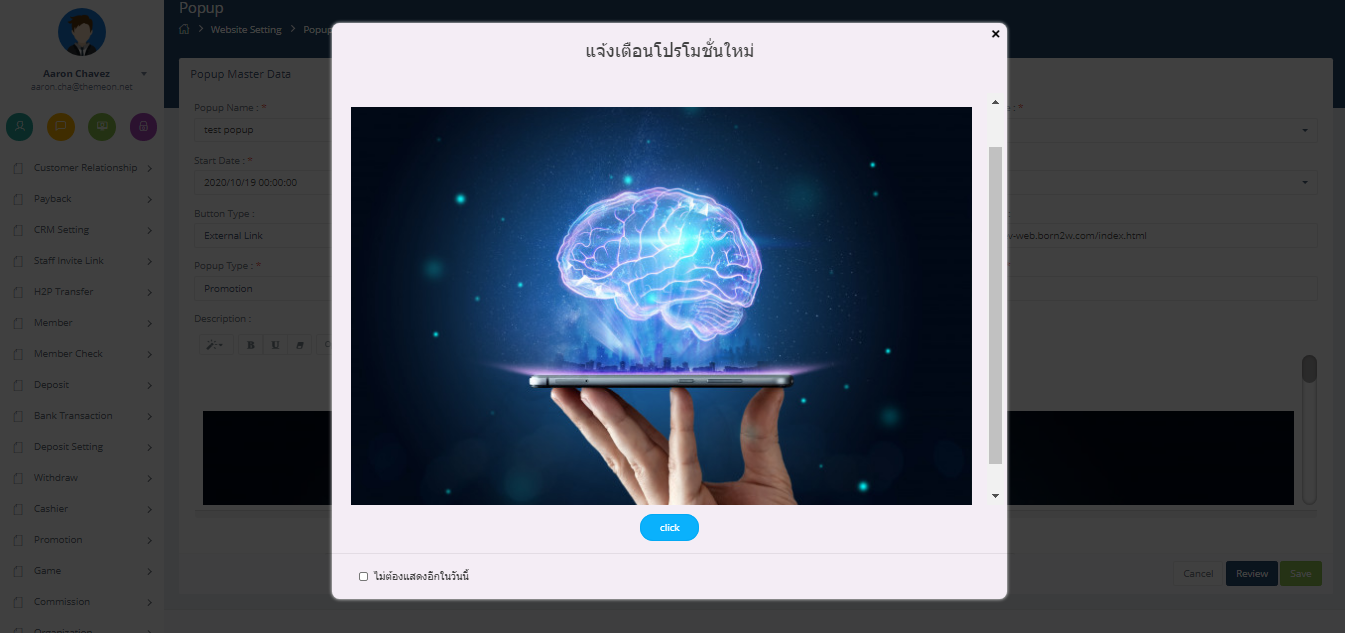 Popup
Website Setting
Popup
Aaron Chavez
aaron.cha@themeon.net
Customer Relationship
Payback
CRM Setting
Staff Invite Link
H2P Transfer
Member
Member Check
Deposit
Bank Transaction
Deposit Setting
Withdraw
Cashier
Promotion
Game
Commission
Organization
Popup Master Data
Popup Name : *
test popup
Start Date : *
2020/10/19 00:00:00
Button Type :
External Link
v-web.born2w.com/index.html
Popup Type : *
Promotion
Description :
B
U
แจ้งเตือนโปรโมชั่นใหม่
click
ไม่ต้องแสดงอีกในวันนี้
Cancel
Review
Save